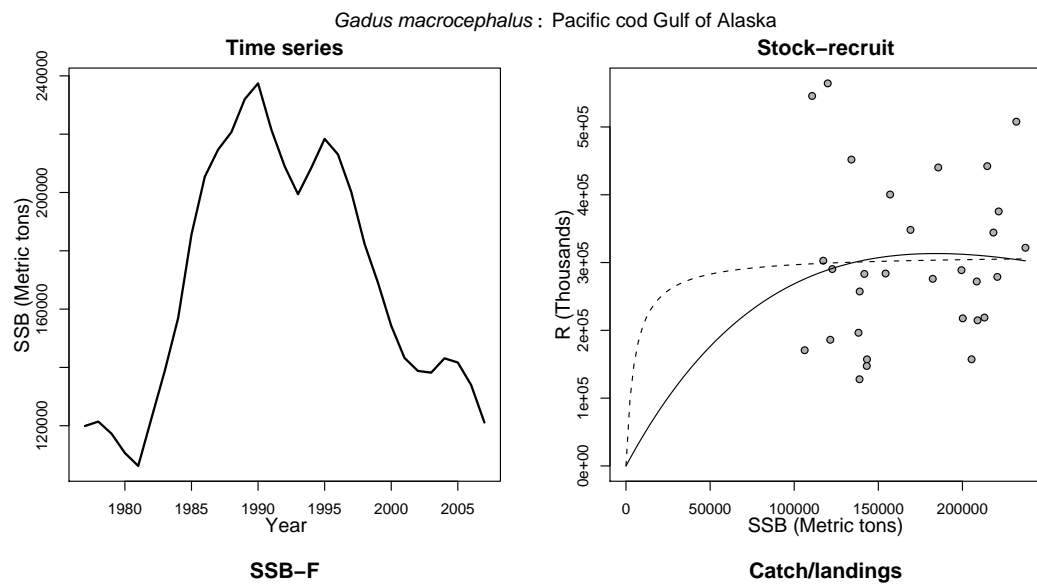 Gadus macrocephalus : Pacific cod Gulf of Alaska
Time series
SSB (Metric tons)
240000
200000
160000
120000
1980 1985 1990 1995 2000 2005
Year
Stock−recruit
R (Thousands)
5e+05
4e+05
3e+05
2e+05
1e+05
0e+00
0 50000 100000 150000 200000
SSB (Metric tons)
SSB−F
Catch/landings